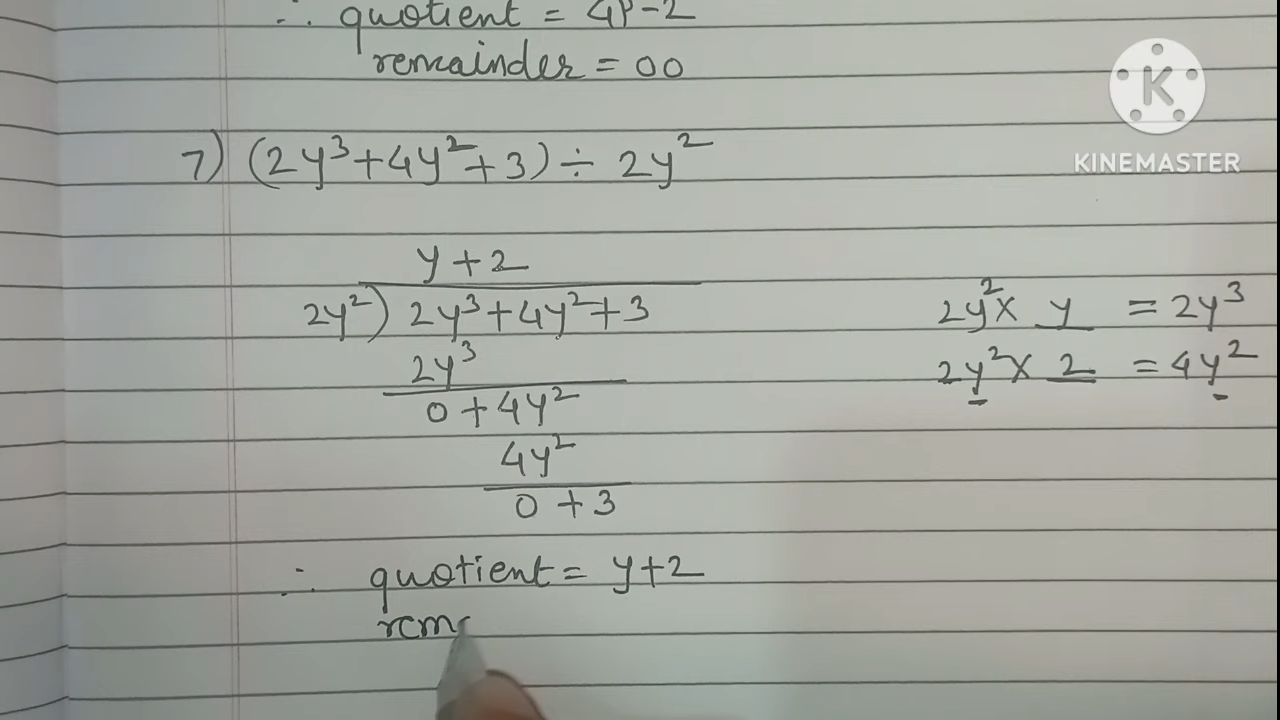 ∴ quotient = 4p-2
remainder = 00
K
KINEMASTER
7) (2y³+4y²+3) ÷ 2y²
y+2
2y²) 2y³+4y²+3
2y³
0+4y²
4y²
0+3
2y² x y = 2y³
2y² x 2 = 4y²
∴ quotient = y+2
rem